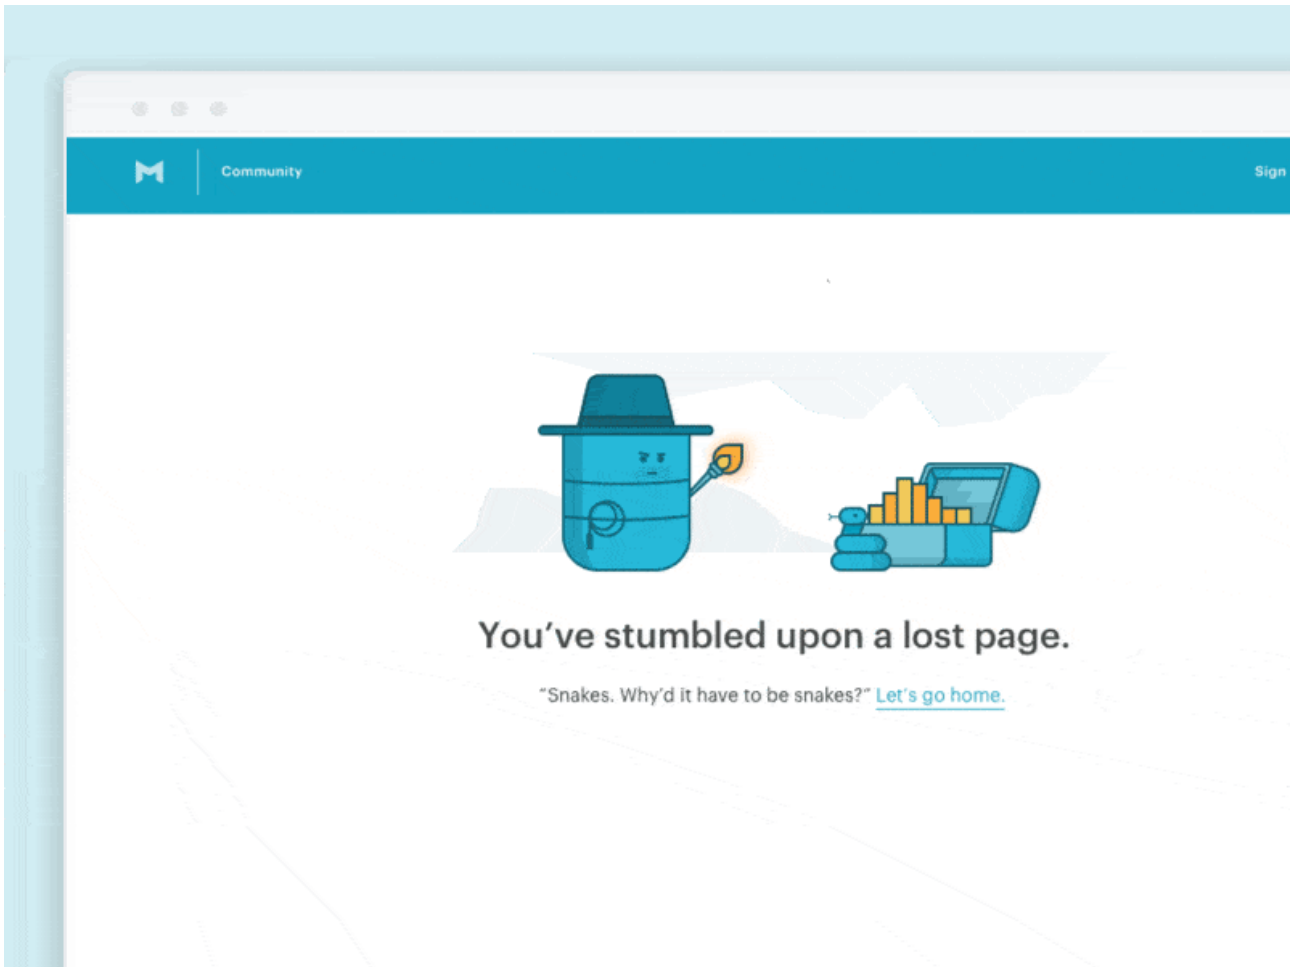 Community
Sign
You’ve stumbled upon a lost page.
“Snakes. Why’d it have to be snakes?” Let’s go home.